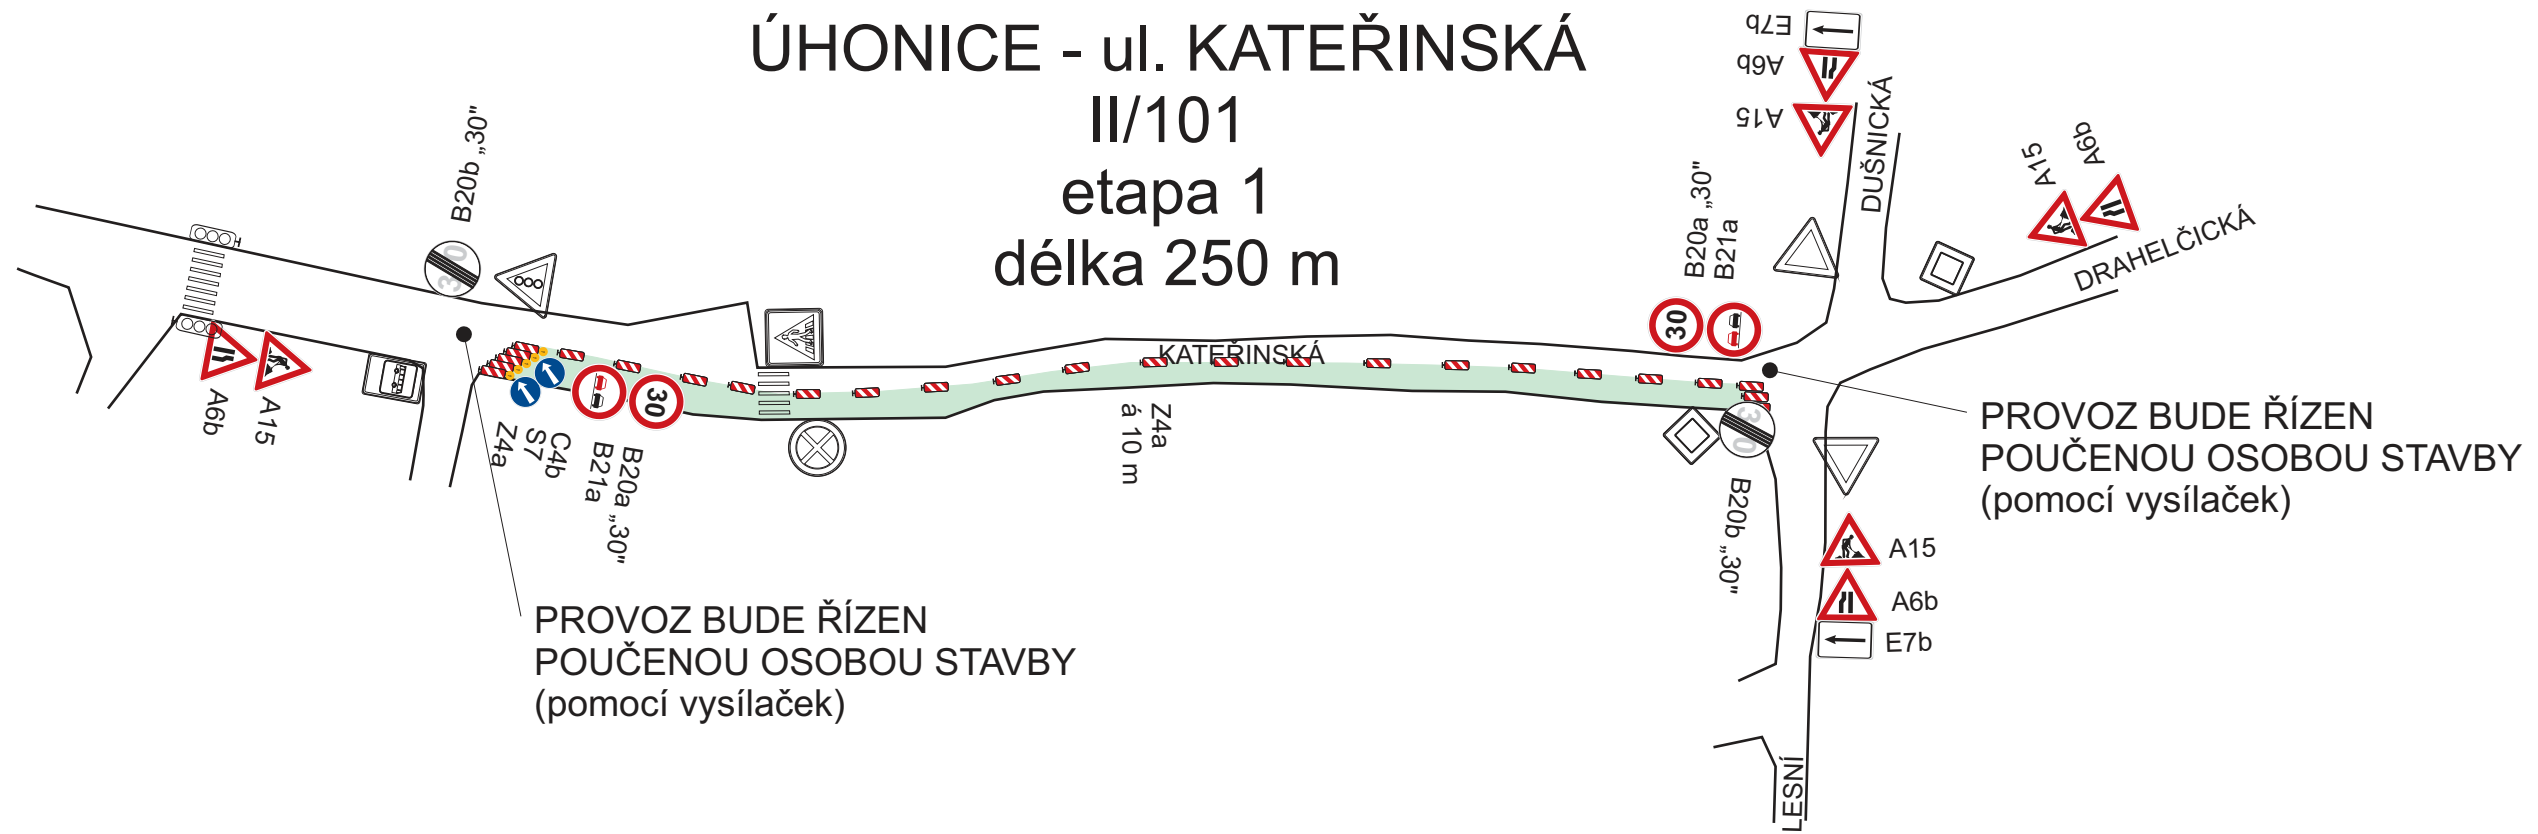 ÚHONICE - ul. KATEŘINSKÁ
II/101
etapa 1
délka 250 m
E7b
A6b
A15
DUŠNICKÁ
A15
A6b
DRAHELČICKÁ
B20b „30"
30
B20a „30"
B21a
30
KATEŘINSKÁ
A6b
A15
Z4a
S7
C4b
B21a
B20a „30"
30
Z4a
á 10 m
30
B20b „30"
PROVOZ BUDE ŘÍZEN
POUČENOU OSOBOU STAVBY
(pomocí vysílaček)
A15
A6b
E7b
PROVOZ BUDE ŘÍZEN
POUČENOU OSOBOU STAVBY
(pomocí vysílaček)
LESNÍ